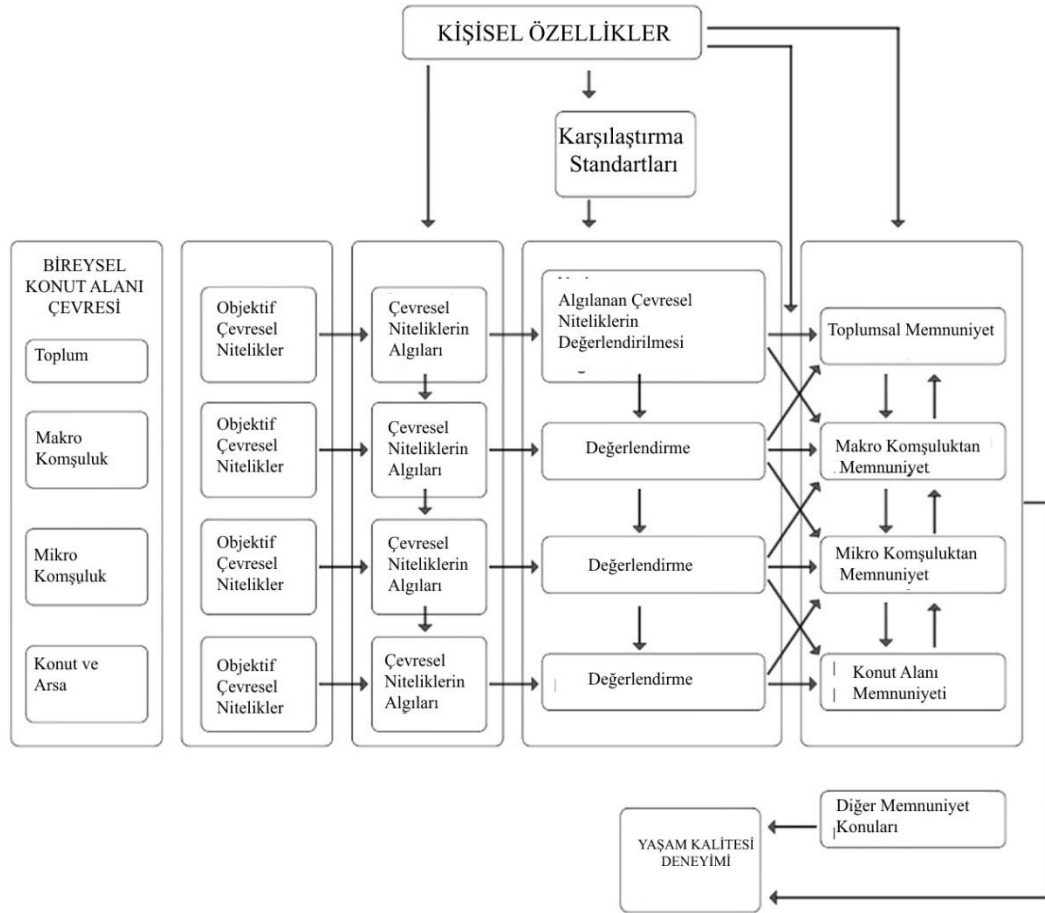 KİŞİSEL ÖZELLİKLER
Karşılaştırma
Standartları
BİREYSEL
KONUT ALANI
ÇEVRESİ
Toplum
Makro
Komşuluk
Mikro
Komşuluk
Konut ve
Arsa
Objektif
Çevresel
Nitelikler
Objektif
Çevresel
Nitelikler
Objektif
Çevresel
Nitelikler
Objektif
Çevresel
Nitelikler
Çevresel
Niteliklerin
Algıları
Çevresel
Niteliklerin
Algıları
Çevresel
Niteliklerin
Algıları
Çevresel
Niteliklerin
Algıları
Algılanan Çevresel
Niteliklerin
Değerlendirilmesi
Değerlendirme
Değerlendirme
Değerlendirme
Toplumsal Memnuniyet
Makro Komşuluktan
Memnuniyet
Mikro Komşuluktan
Memnuniyet
Konut Alanı
Memnuniyeti
Diğer Memnuniyet
Konuları
YAŞAM KALİTESİ
DENEYİMİ